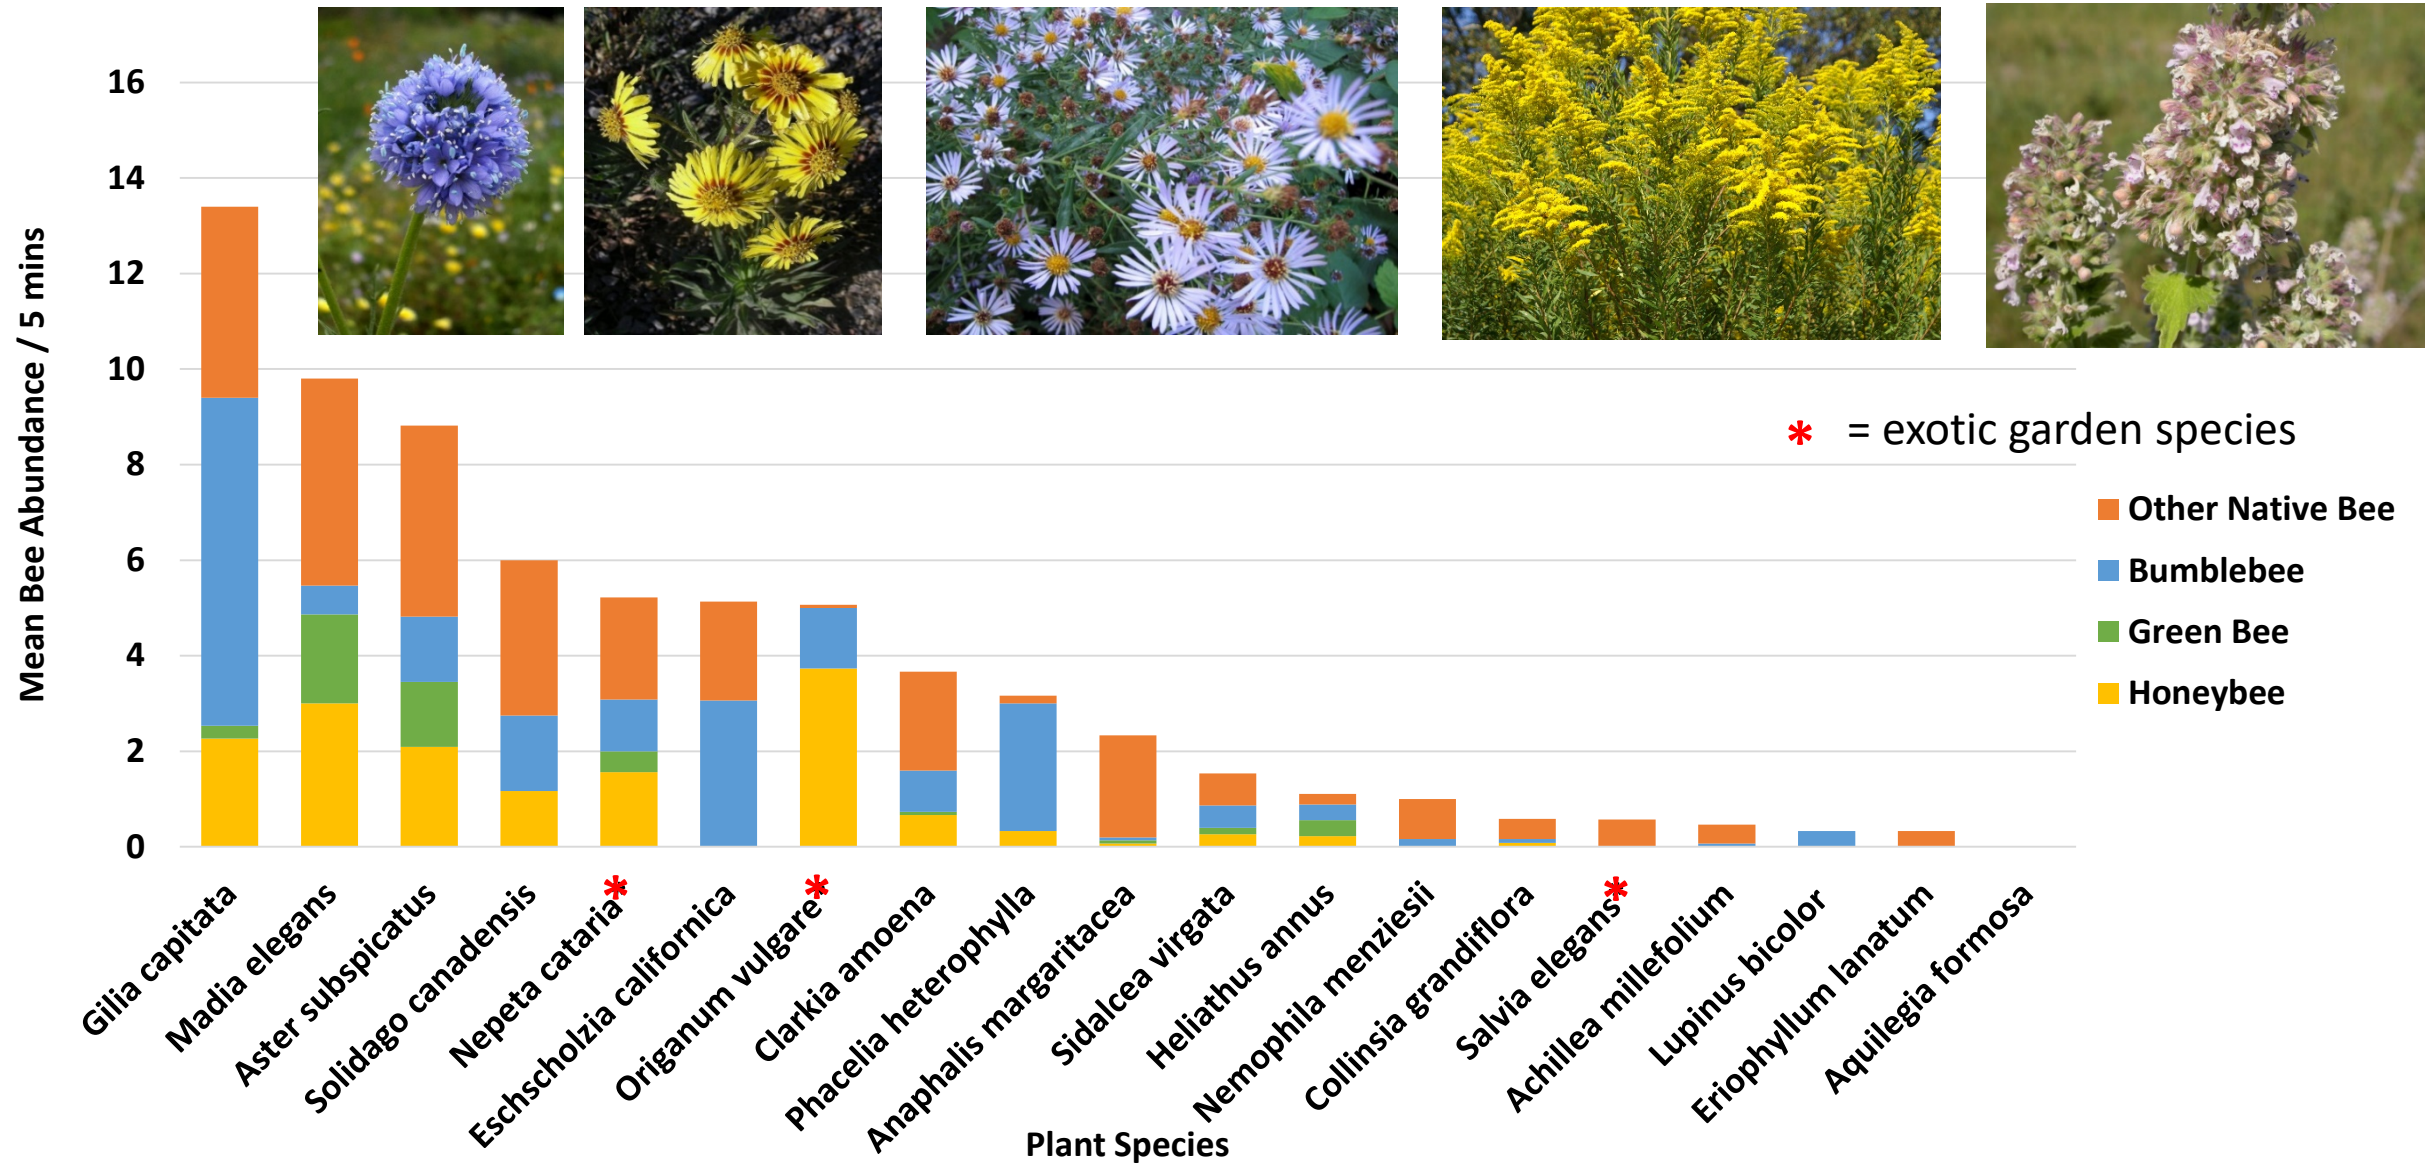 16
14
12
10
8
6
4
2
0
Mean Bee Abundance / 5 mins
* = exotic garden species
Other Native Bee
Bumblebee
Green Bee
Honeybee
Gilia capitata
Madia elegans
Aster subspicatus
Solidago canadensis
Nepeta cataria*
Eschscholzia californica
Origanum vulgare*
Clarkia amoena
Phacelia heterophylla
Anaphalis margaritacea
Sidalcea virgata
Heliathus annus
Nemophila menziesii
Collinsia grandiflora
Salvia elegans*
Achillea millefolium
Lupinus bicolor
Eriophyllum lanatum
Aquilegia formosa
Plant Species